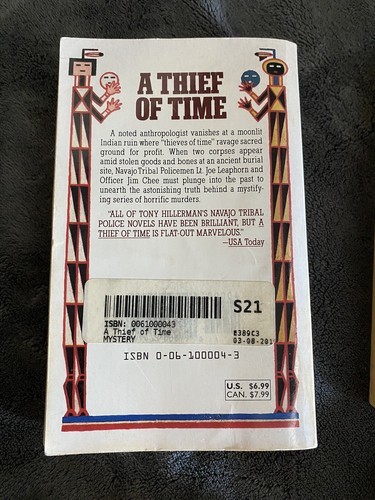 A THIEF
OF TIME
A noted anthropologist vanishes at a moonlit
Indian ruin where "thieves of time" ravage sacred
ground for profit. When two corpses appear
amid stolen goods and bones at an ancient burial
site, Navajo Tribal Policemen Lt. Joe Leaphorn and
Officer Jim Chee must plunge into the past to
unearth the astonishing truth behind a mystify-
ing series of horrific murders.
"ALL OF TONY HILLERMAN'S NAVAJO TRIBAL
POLICE NOVELS HAVE BEEN BRILLIANT, BUT A
THIEF OF TIME IS FLAT-OUT MARVELOUS."
—USA Today
S21
ISBN: 0061000043
A Thief of Time
MYSTERY
03-08-201
ISBN 0-06-100004-3
U.S. $6.99
CAN. $7.99